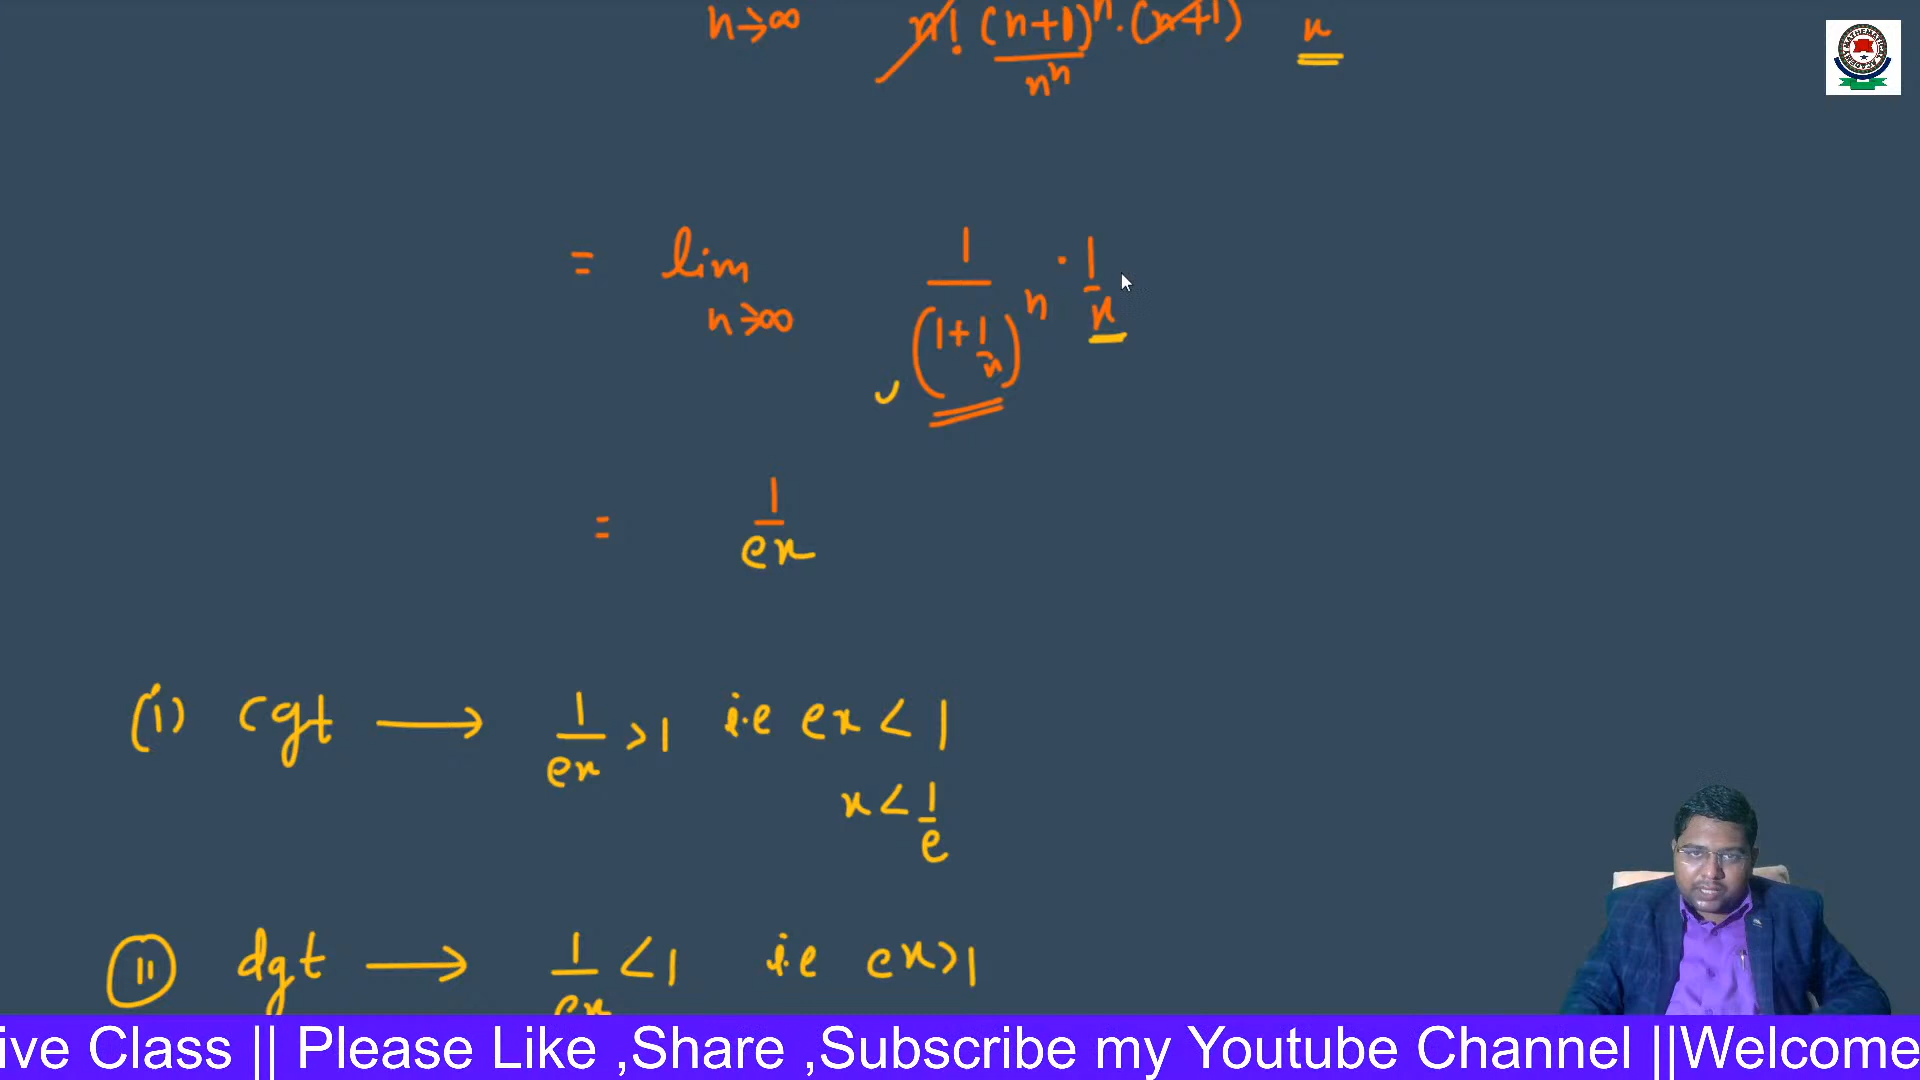 n→∞ n! (n+1)^n · (n+1) x
n^n
= lim 1 · 1
n→∞ (1+1/n)^n x
= 1
ex
(i) cgt ⟶ 1/ex >1 i.e ex < 1
x < 1/e
(ii) dgt ⟶ 1/ex < 1 i.e ex>1
ive Class || Please Like ,Share ,Subscribe my Youtube Channel ||Welcome